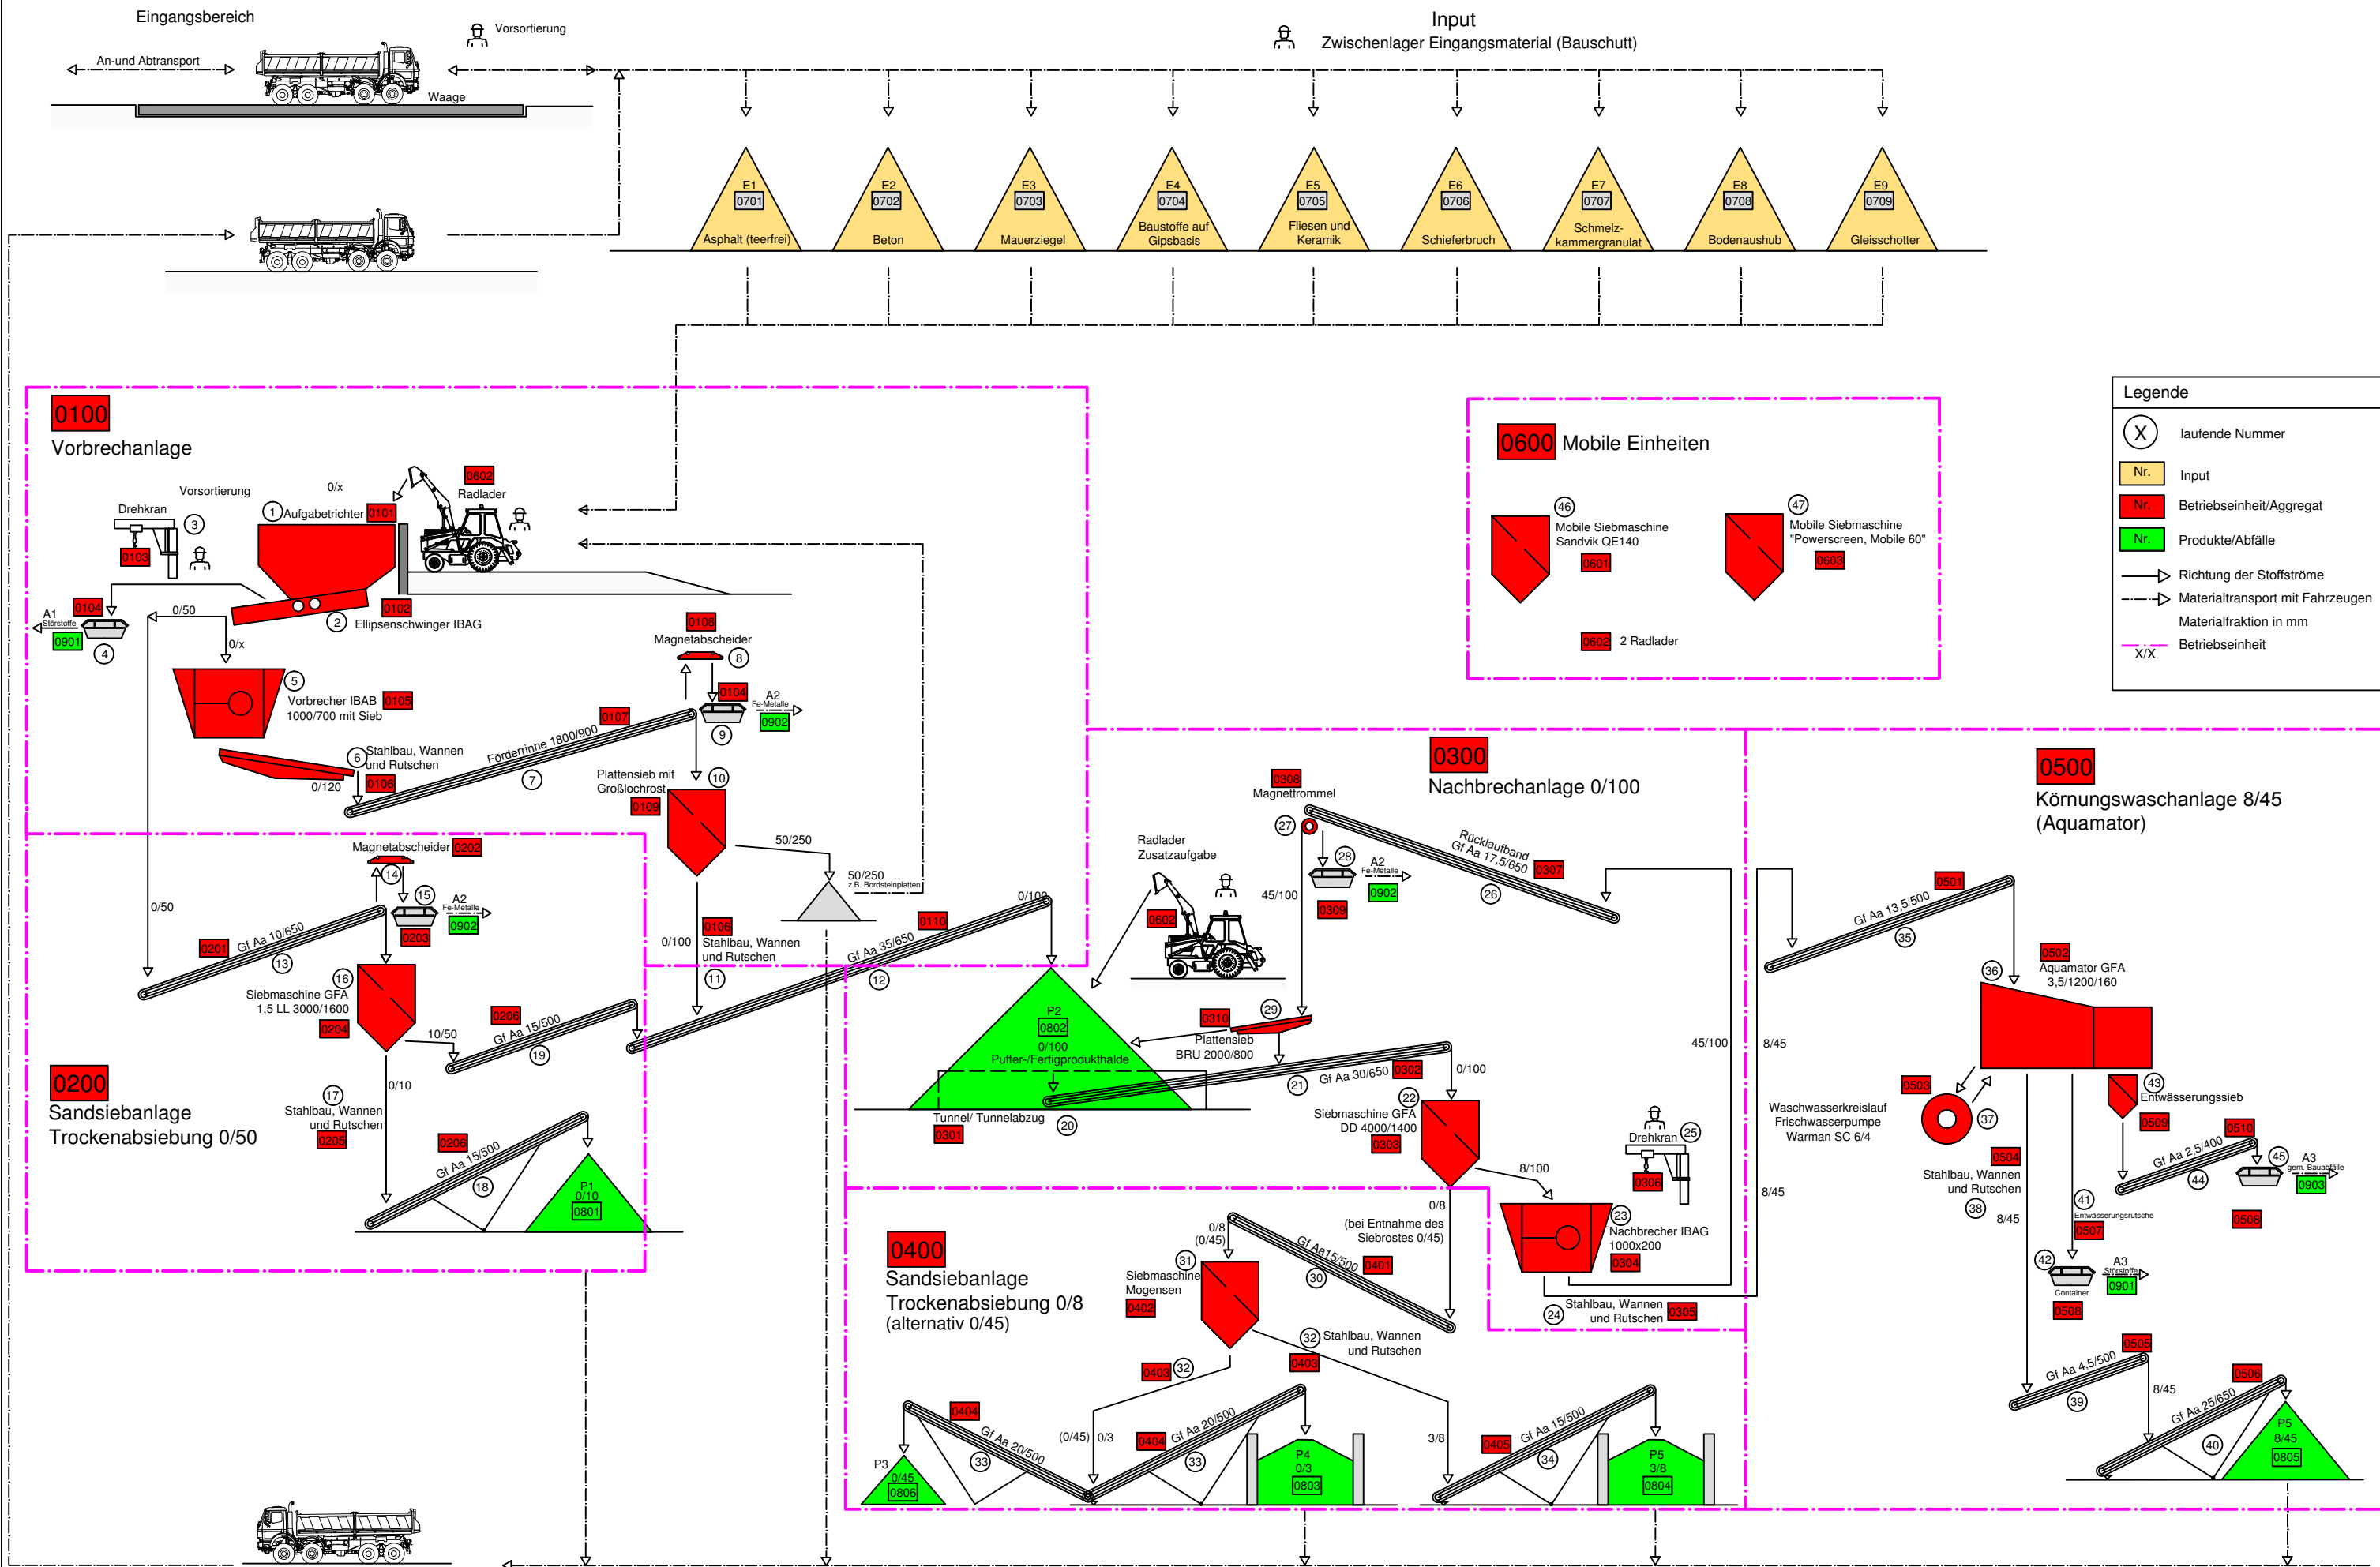 Eingangsbereich
Vorsortierung
An-und Abtransport
Waage
Input
Zwischenlager Eingangsmaterial (Bauschutt)
E1
0701
Asphalt (teerfrei)
E2
0702
Beton
E3
0703
Mauerziegel
E4
0704
Baustoffe auf
Gipsbasis
E5
0705
Fliesen und
Keramik
E6
0706
Schieferbruch
E7
0707
Schmelz-
kammergranulat
E8
0708
Bodenaushub
E9
0709
Gleisschotter
Legende
X
laufende Nummer
Nr.
Input
Nr.
Betriebseinheit/Aggregat
Nr.
Produkte/Abfälle
Richtung der Stoffströme
Materialtransport mit Fahrzeugen
Materialfraktion in mm
Betriebseinheit
X/X
0100
Vorbrechanlage
Vorsortierung
0/x
0602
Radlader
Drehkran
3
0103
1
Aufgabetrichter
0101
0102
2
Ellipsenschwinger IBAG
A1
Störstoffe
0901
0104
4
0/50
0/x
5
Vorbrecher IBAB
1000/700 mit Sieb
0105
6
Stahlbau, Wannen
und Rutschen
0106
0/120
Förderrinne 1800/900
0107
7
0108
Magnetabscheider
8
0104
A2
Fe-Metalle
0902
9
Plattensieb mit
Großlochrost
0109
10
50/250
50/250
z.B. Bordsteinplatten
0/50
0/100
0106
Stahlbau, Wannen
und Rutschen
11
0110
Gf Aa 35/650
12
0/100
0600
Mobile Einheiten
46
Mobile Siebmaschine
Sandvik QE140
0601
47
Mobile Siebmaschine
"Powerscreen, Mobile 60"
0603
0602
2 Radlader
0200
Sandsiebanlage
Trockenabsiebung 0/50
Magnetabscheider
0202
14
15
A2
Fe-Metalle
0902
0203
0201
Gf Aa 10/650
13
16
Siebmaschine GFA
1,5 LL 3000/1600
0204
10/50
0206
Gf Aa 15/500
19
0/10
17
Stahlbau, Wannen
und Rutschen
0205
0206
Gf Aa 15/500
18
P1
0/10
0801
0300
Nachbrechanlage 0/100
0308
Magnettrommel
27
28
A2
Fe-Metalle
0902
0309
Rücklaufband
Gf Aa 17,5/650
0307
26
Radlader
Zusatzaufgabe
0602
45/100
45/100
8/45
P2
0802
0/100
Puffer-/Fertigprodukthalde
0310
29
Plattensieb
BRU 2000/800
Tunnel/ Tunnelabzug
0301
20
21
Gf Aa 30/650
0302
0/100
22
Siebmaschine GFA
DD 4000/1400
0303
8/100
0/8
(bei Entnahme des
Siebrostes 0/45)
Drehkran
25
0306
23
Nachbrecher IBAG
1000x200
0304
24
Stahlbau, Wannen
und Rutschen
0305
8/45
0400
Sandsiebanlage
Trockenabsiebung 0/8
(alternativ 0/45)
0/8
(0/45)
31
Siebmaschine
Mogensen
0402
Gf Aa15/500
0401
30
32
Stahlbau, Wannen
und Rutschen
0403
0403
32
0404
Gf Aa 20/500
33
P3
0/45
0806
(0/45)
0/3
0404
Gf Aa 20/500
33
P4
0/3
0803
3/8
0405
Gf Aa 15/500
34
P5
3/8
0804
0500
Körnungswaschanlage 8/45
(Aquamator)
0501
Gf Aa 13,5/500
35
0502
36
Aquamator GFA
3,5/1200/160
0503
37
Waschwasserkreislauf
Frischwasserpumpe
Warman SC 6/4
43
Entwässerungssieb
0509
0510
Gf Aa 2,5/400
44
45
A3
gem. Bauabfälle
0903
0508
0504
Stahlbau, Wannen
und Rutschen
38
8/45
41
Entwässerungsrutsche
0507
42
Container
0508
A3
Störstoffe
0901
0505
Gf Aa 4,5/500
39
8/45
0506
Gf Aa 25/650
40
P5
8/45
0805